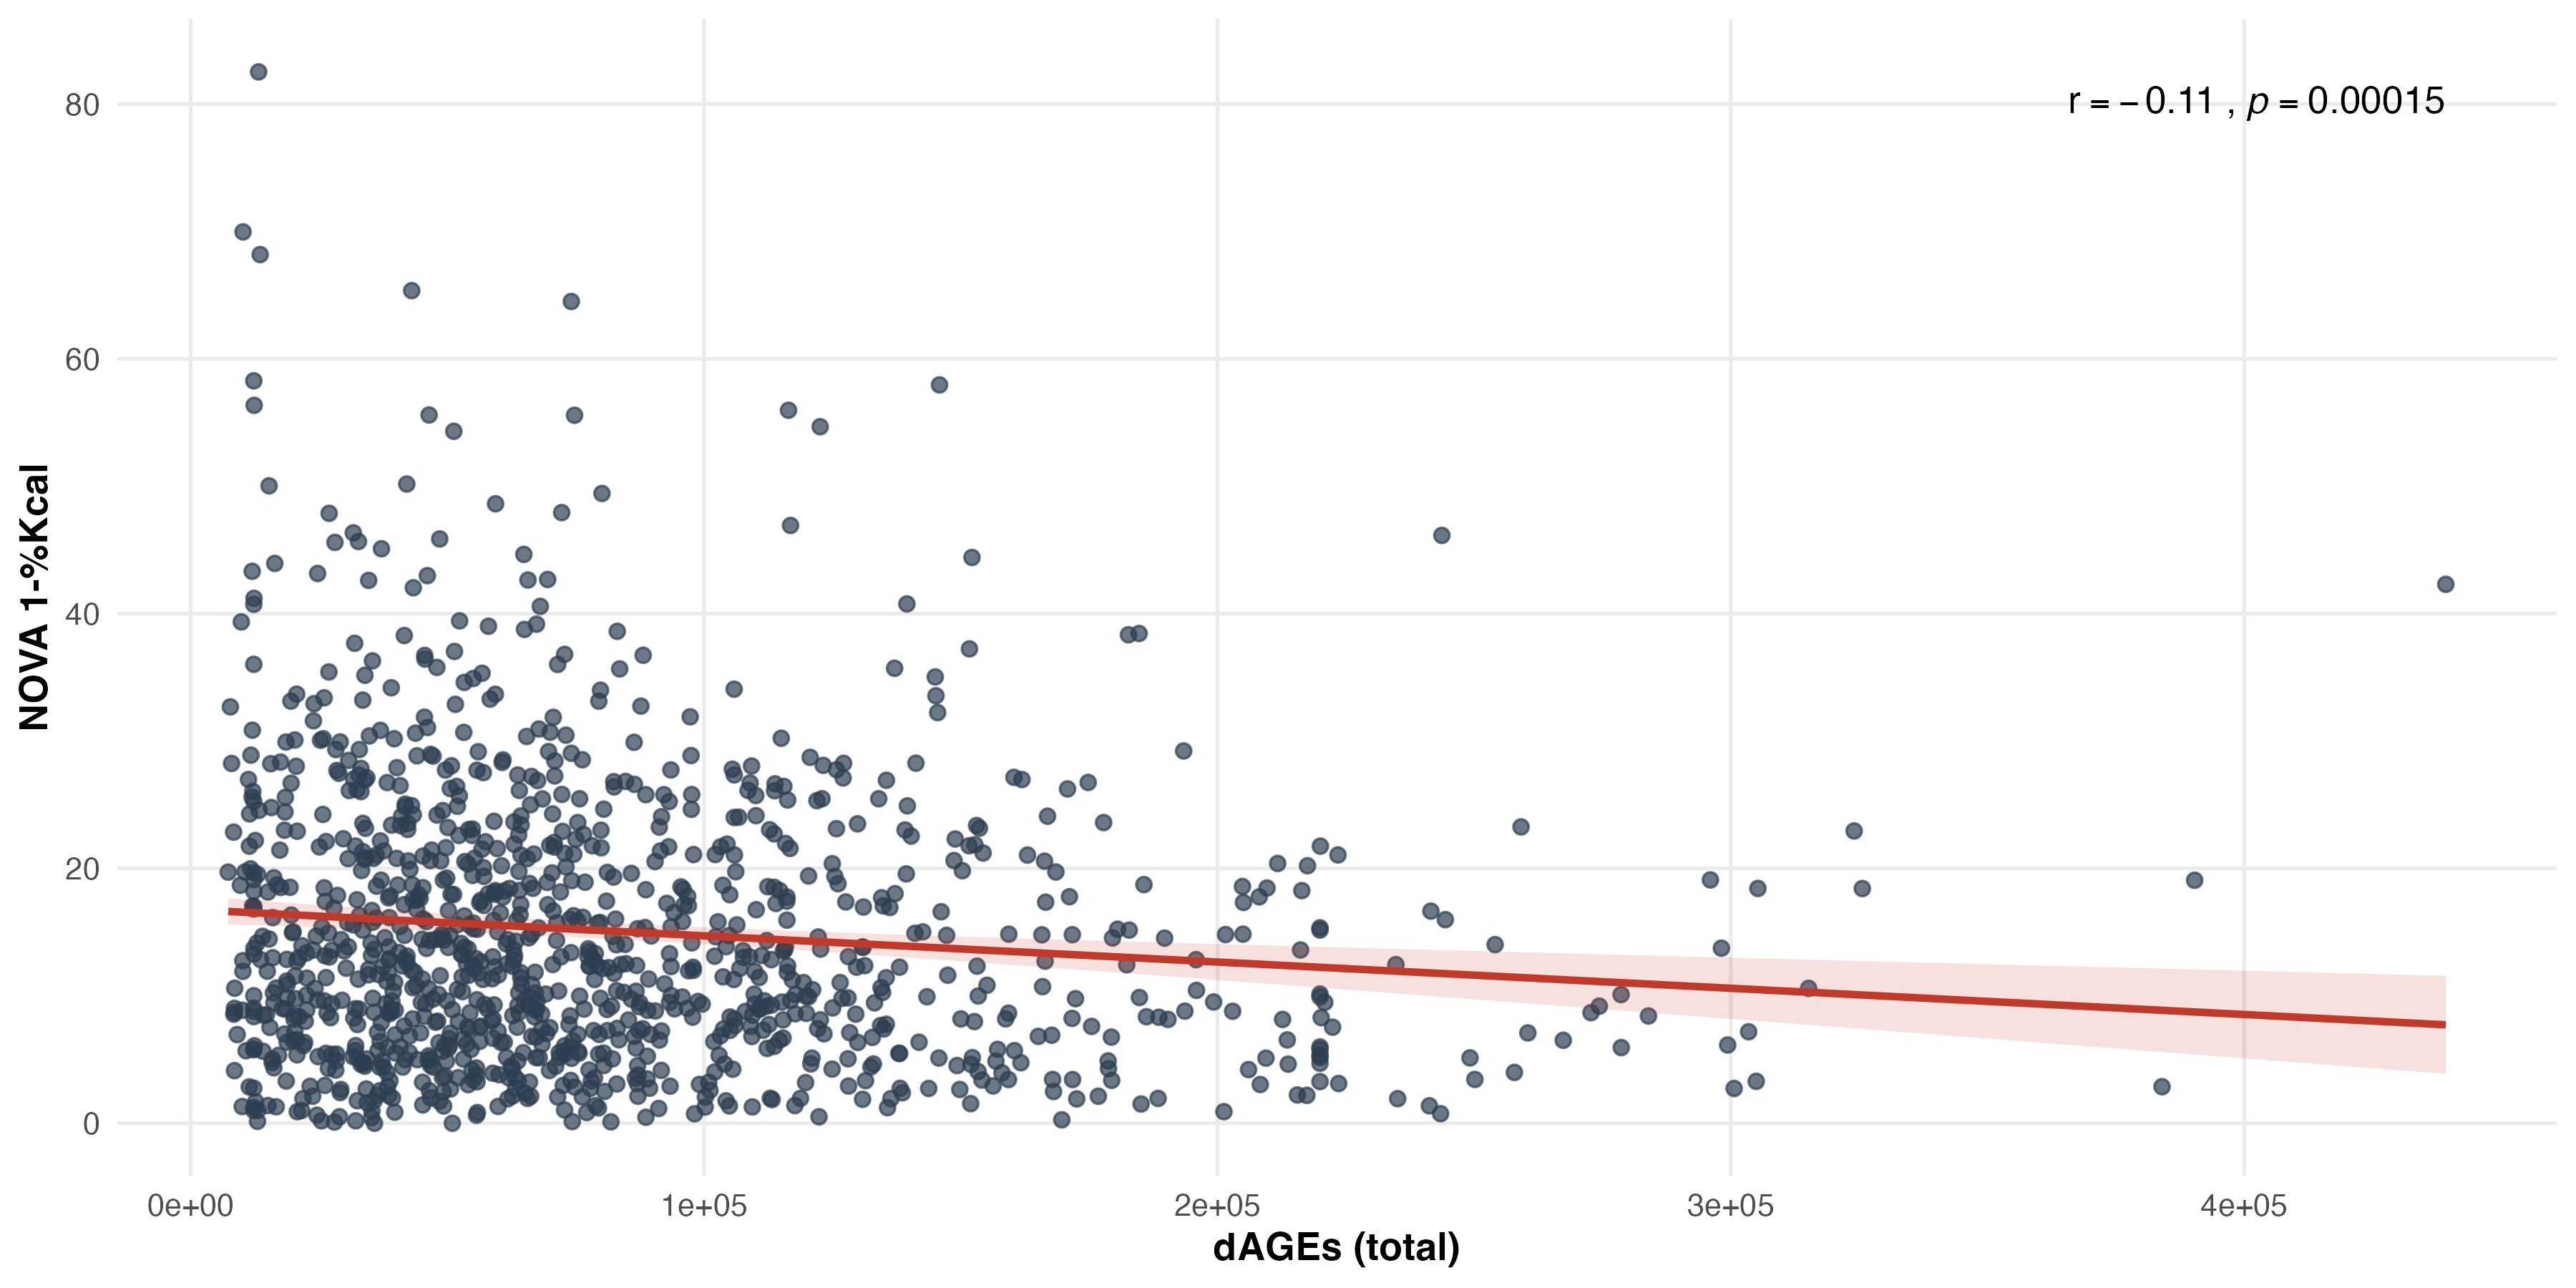 r = − 0.11 , p = 0.00015
80
60
40
20
0
NOVA 1-%Kcal
0e+00 1e+05 2e+05 3e+05 4e+05
dAGEs (total)